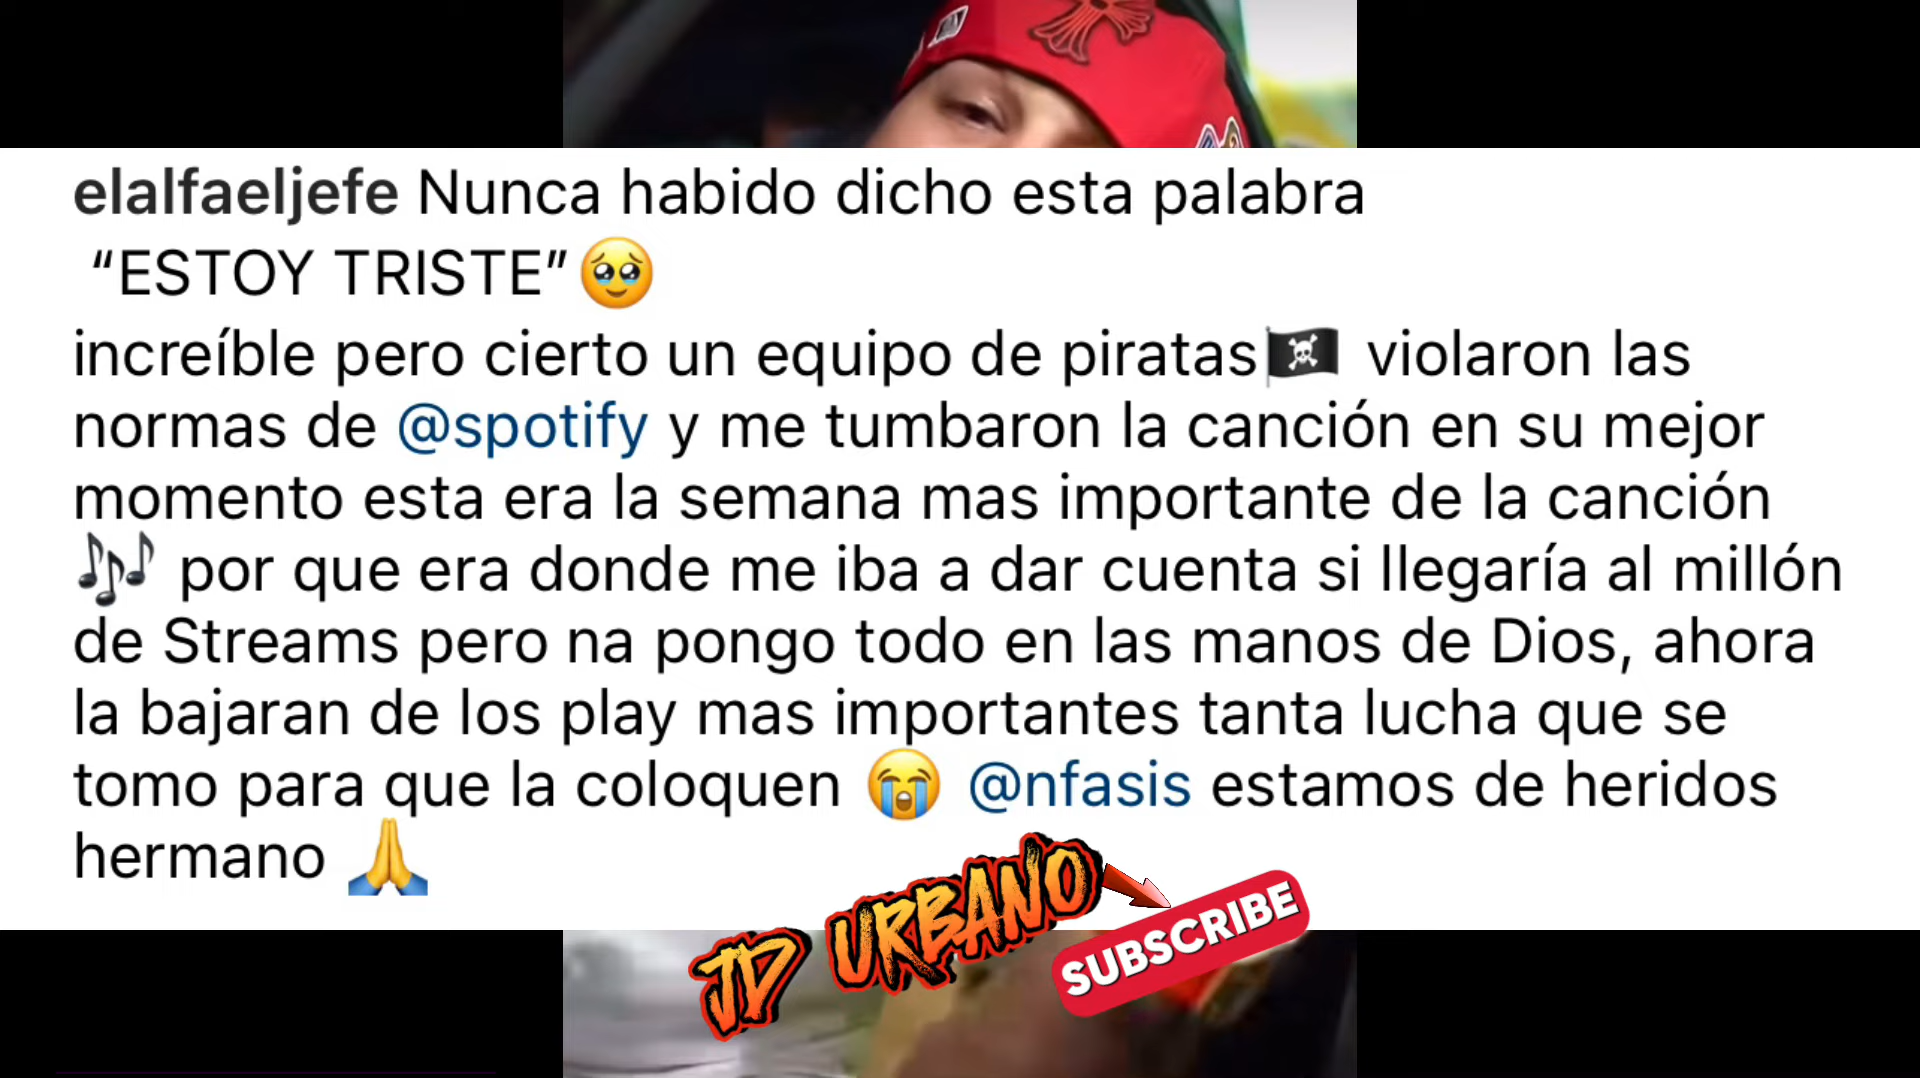 elalfaeljefe Nunca habido dicho esta palabra
“ESTOY TRISTE”🥹
increíble pero cierto un equipo de piratas🏴‍☠️ violaron las
normas de @spotify y me tumbaron la canción en su mejor
momento esta era la semana mas importante de la canción
🎶 por que era donde me iba a dar cuenta si llegaría al millón
de Streams pero na pongo todo en las manos de Dios, ahora
la bajaran de los play mas importantes tanta lucha que se
tomo para que la coloquen 😭 @nfasis estamos de heridos
hermano 🙏
JD URBANO
SUBSCRIBE